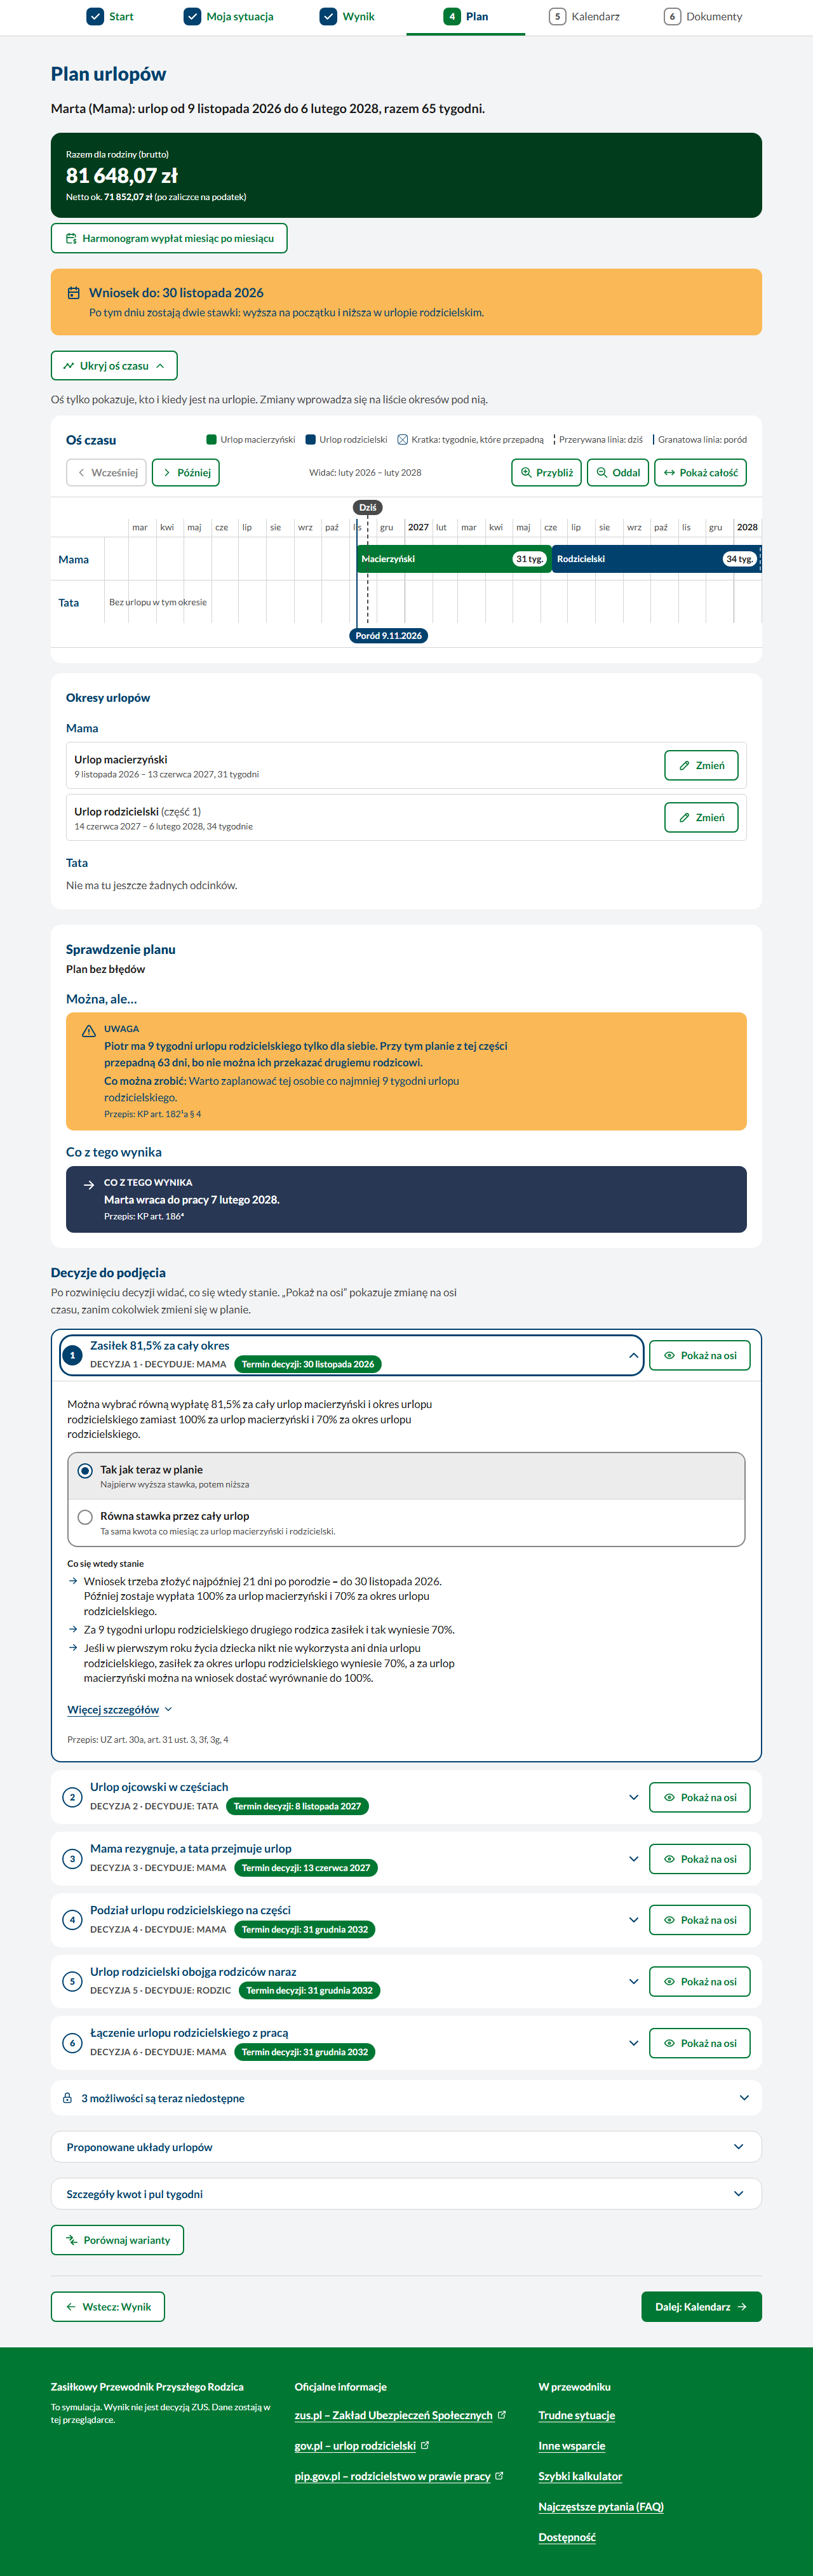 Start
Moja sytuacja
Wynik
4 Plan
5 Kalendarz
6 Dokumenty
Plan urlopów
Marta (Mama): urlop od 9 listopada 2026 do 6 lutego 2028, razem 65 tygodni.
Razem dla rodziny (brutto)
81 648,07 zł
Netto ok. 71 852,07 zł (po zaliczce na podatek)
Harmonogram wypłat miesiąc po miesiącu
Wniosek do: 30 listopada 2026
Po tym dniu zostają dwie stawki: wyższa na początku i niższa w urlopie rodzicielskim.
Ukryj oś czasu
Oś tylko pokazuje, kto i kiedy jest na urlopie. Zmiany wprowadza się na liście okresów pod nią.
Oś czasu
Urlop macierzyński
Urlop rodzicielski
Kratka: tygodnie, które przepadną
Przerywana linia: dziś
Granatowa linia: poród
Wcześniej
Później
Widać: luty 2026 – luty 2028
Przybliż
Oddal
Pokaż całość
Dziś
mar kwi maj cze lip sie wrz paź lis gru 2027 lut mar kwi maj cze lip sie wrz paź lis gru 2028
Mama
Macierzyński 31 tyg.
Rodzicielski 34 tyg.
Tata
Bez urlopu w tym okresie
Poród 9.11.2026
Okresy urlopów
Mama
Urlop macierzyński
9 listopada 2026 – 13 czerwca 2027, 31 tygodni
Zmień
Urlop rodzicielski (część 1)
14 czerwca 2027 – 6 lutego 2028, 34 tygodnie
Zmień
Tata
Nie ma tu jeszcze żadnych odcinków.
Sprawdzenie planu
Plan bez błędów
Można, ale...
UWAGA
Piotr ma 9 tygodni urlopu rodzicielskiego tylko dla siebie. Przy tym planie z tej części
przepadną 63 dni, bo nie można ich przekazać drugiemu rodzicowi.
Co można zrobić: Warto zaplanować tej osobie co najmniej 9 tygodni urlopu
rodzicielskiego.
Przepis: KP art. 182¹a § 4
Co z tego wynika
CO Z TEGO WYNIKA
Marta wraca do pracy 7 lutego 2028.
Przepis: KP art. 186⁴
Decyzje do podjęcia
Po rozwinięciu decyzji widać, co się wtedy stanie. „Pokaż na osi” pokazuje zmianę na osi
czasu, zanim cokolwiek zmieni się w planie.
1 Zasiłek 81,5% za cały okres
DECYZJA 1 · DECYDUJE: MAMA Termin decyzji: 30 listopada 2026
Pokaż na osi
Można wybrać równą wypłatę 81,5% za cały urlop macierzyński i okres urlopu
rodzicielskiego zamiast 100% za urlop macierzyński i 70% za okres urlopu
rodzicielskiego.
Tak jak teraz w planie
Najpierw wyższa stawka, potem niższa
Równa stawka przez cały urlop
Ta sama kwota co miesiąc za urlop macierzyński i rodzicielski.
Co się wtedy stanie
Wniosek trzeba złożyć najpóźniej 21 dni po porodzie – do 30 listopada 2026.
Później zostaje wypłata 100% za urlop macierzyński i 70% za okres urlopu
rodzicielskiego.
Za 9 tygodni urlopu rodzicielskiego drugiego rodzica zasiłek i tak wyniesie 70%.
Jeśli w pierwszym roku życia dziecka nikt nie wykorzysta ani dnia urlopu
rodzicielskiego, zasiłek za okres urlopu rodzicielskiego wyniesie 70%, a za urlop
macierzyński można na wniosek dostać wyrównanie do 100%.
Więcej szczegółów
Przepis: UZ art. 30a, art. 31 ust. 3, 3f, 3g, 4
2 Urlop ojcowski w częściach
DECYZJA 2 · DECYDUJE: TATA Termin decyzji: 8 listopada 2027
Pokaż na osi
3 Mama rezygnuje, a tata przejmuje urlop
DECYZJA 3 · DECYDUJE: MAMA Termin decyzji: 13 czerwca 2027
Pokaż na osi
4 Podział urlopu rodzicielskiego na części
DECYZJA 4 · DECYDUJE: MAMA Termin decyzji: 31 grudnia 2032
Pokaż na osi
5 Urlop rodzicielski obojga rodziców naraz
DECYZJA 5 · DECYDUJE: RODZIC Termin decyzji: 31 grudnia 2032
Pokaż na osi
6 Łączenie urlopu rodzicielskiego z pracą
DECYZJA 6 · DECYDUJE: MAMA Termin decyzji: 31 grudnia 2032
Pokaż na osi
3 możliwości są teraz niedostępne
Proponowane układy urlopów
Szczegóły kwot i pul tygodni
Porównaj warianty
Wstecz: Wynik
Dalej: Kalendarz
Zasiłkowy Przewodnik Przyszłego Rodzica
To symulacja. Wynik nie jest decyzją ZUS. Dane zostają w
tej przeglądarce.
Oficjalne informacje
zus.pl – Zakład Ubezpieczeń Społecznych
gov.pl – urlop rodzicielski
pip.gov.pl – rodzicielstwo w prawie pracy
W przewodniku
Trudne sytuacje
Inne wsparcie
Szybki kalkulator
Najczęstsze pytania (FAQ)
Dostępność